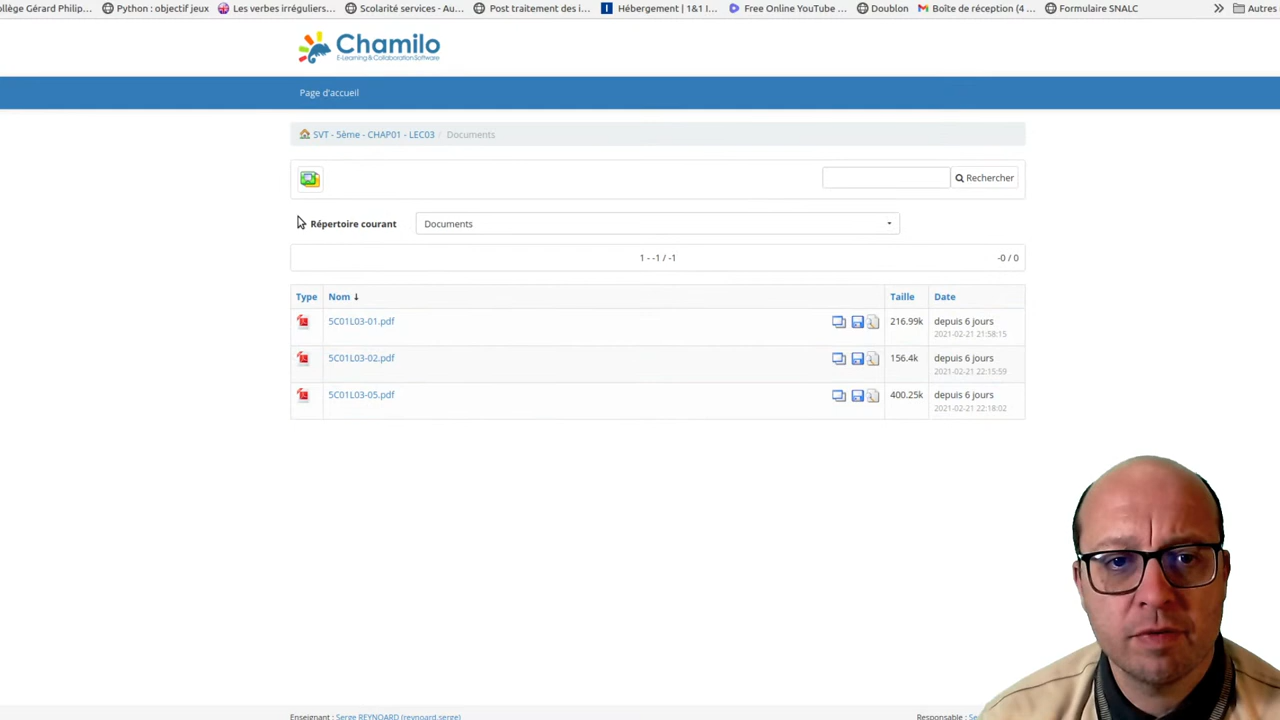 ollège Gérard Philip... Python : objectif jeux Les verbes irréguliers... Scolarité services - Au... Post traitement des i... Hébergement | 1&1 I... Free Online YouTube ... Doublon Boîte de réception (4 ... Formulaire SNALC Autres
Chamilo
E-Learning & Collaboration Software
Page d'accueil
SVT - 5ème - CHAP01 - LEC03 / Documents
Rechercher
Répertoire courant Documents
1 - -1 / -1 -0 / 0
Type Nom Taille Date
5C01L03-01.pdf 216.99k depuis 6 jours
2021-02-21 21:58:15
5C01L03-02.pdf 156.4k depuis 6 jours
2021-02-21 22:15:59
5C01L03-05.pdf 400.25k depuis 6 jours
2021-02-21 22:18:02
Enseignant : Serge REYNOARD (reynoard.serge) Responsable :